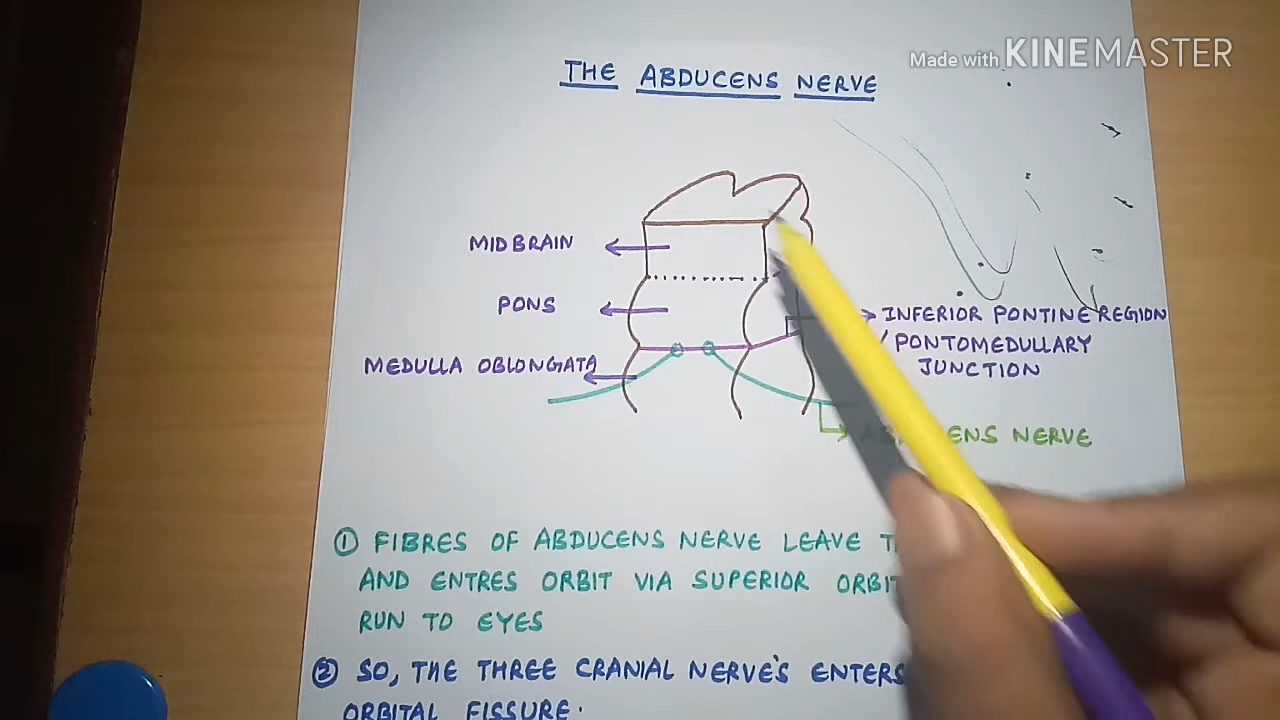 Made with KINEMASTER
THE ABDUCENS NERVE
MIDBRAIN
PONS
MEDULLA OBLONGATA
INFERIOR PONTINE REGION
/ PONTOMEDULLARY
JUNCTION
NERVE
① FIBRES OF ABDUCENS NERVE LEAVE
AND ENTRES ORBIT VIA SUPERIOR
RUN TO EYES
② SO, THE THREE CRANIAL NERVE'S ENTERS
ORBITAL FISSURE.